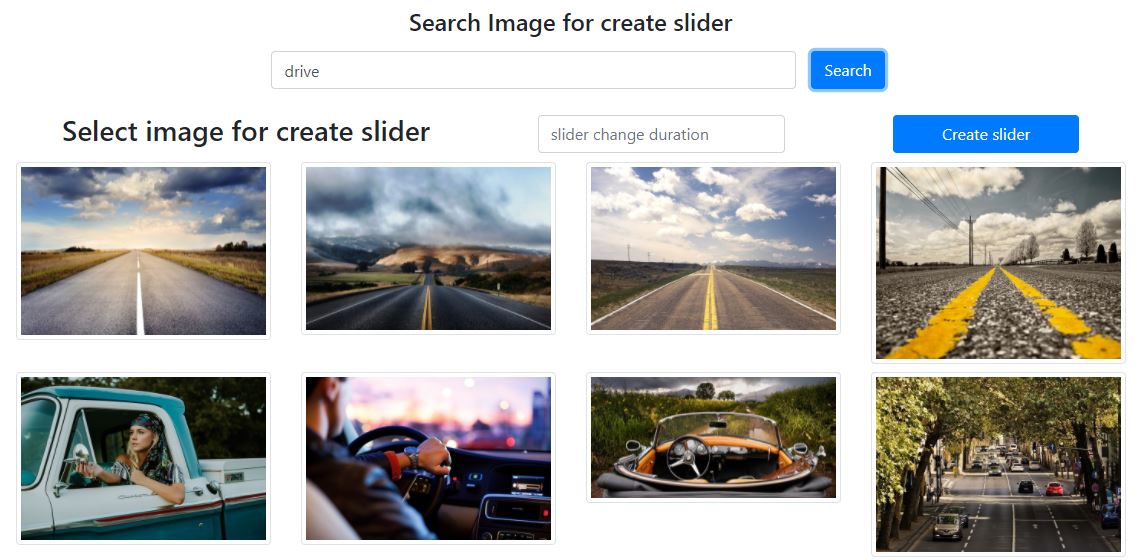 Search Image for create slider
drive
Search
Select image for create slider
slider change duration
Create slider